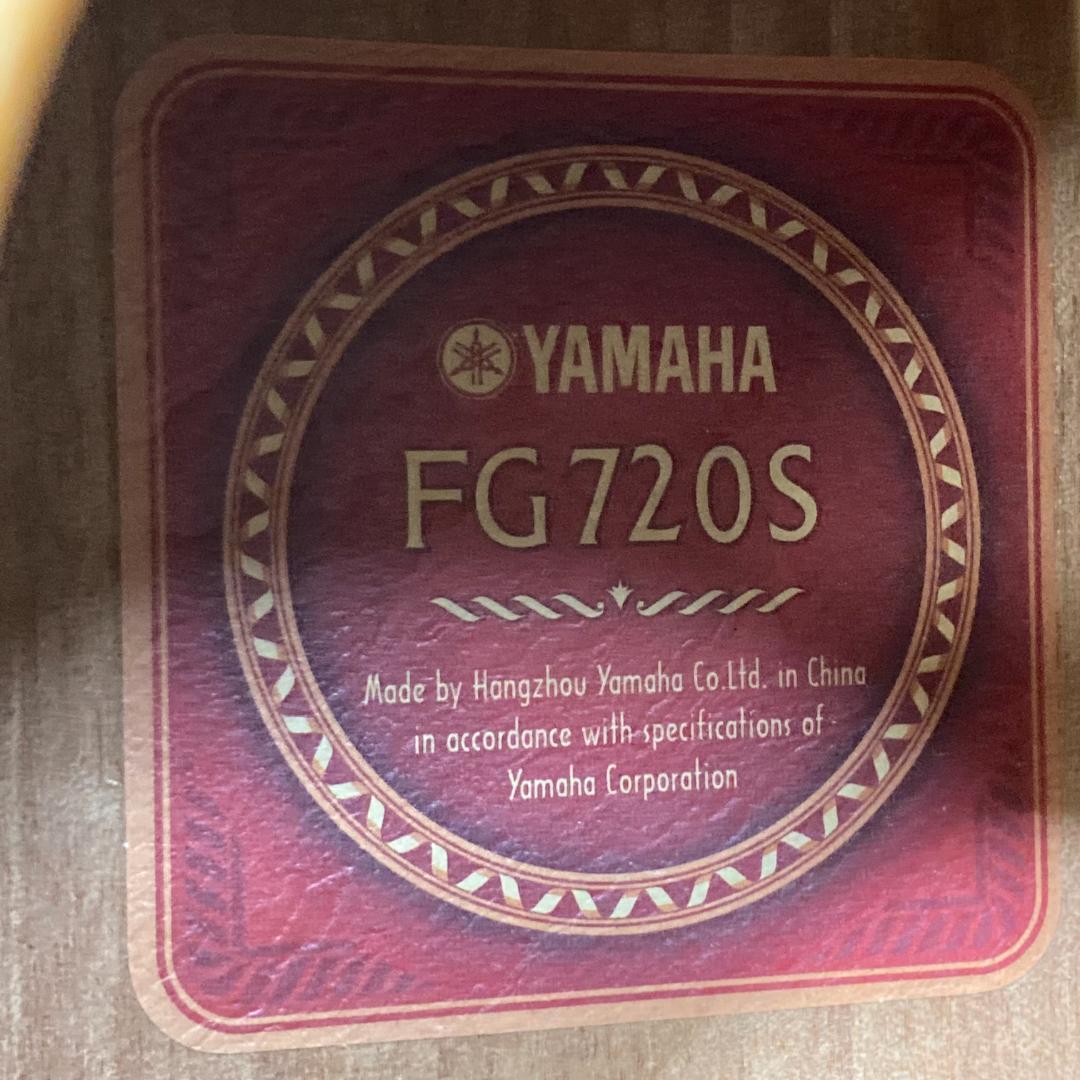 YAMAHA
FG720S
Made by Hangzhou Yamaha Co.Ltd. in China
in accordance with specifications of
Yamaha Corporation